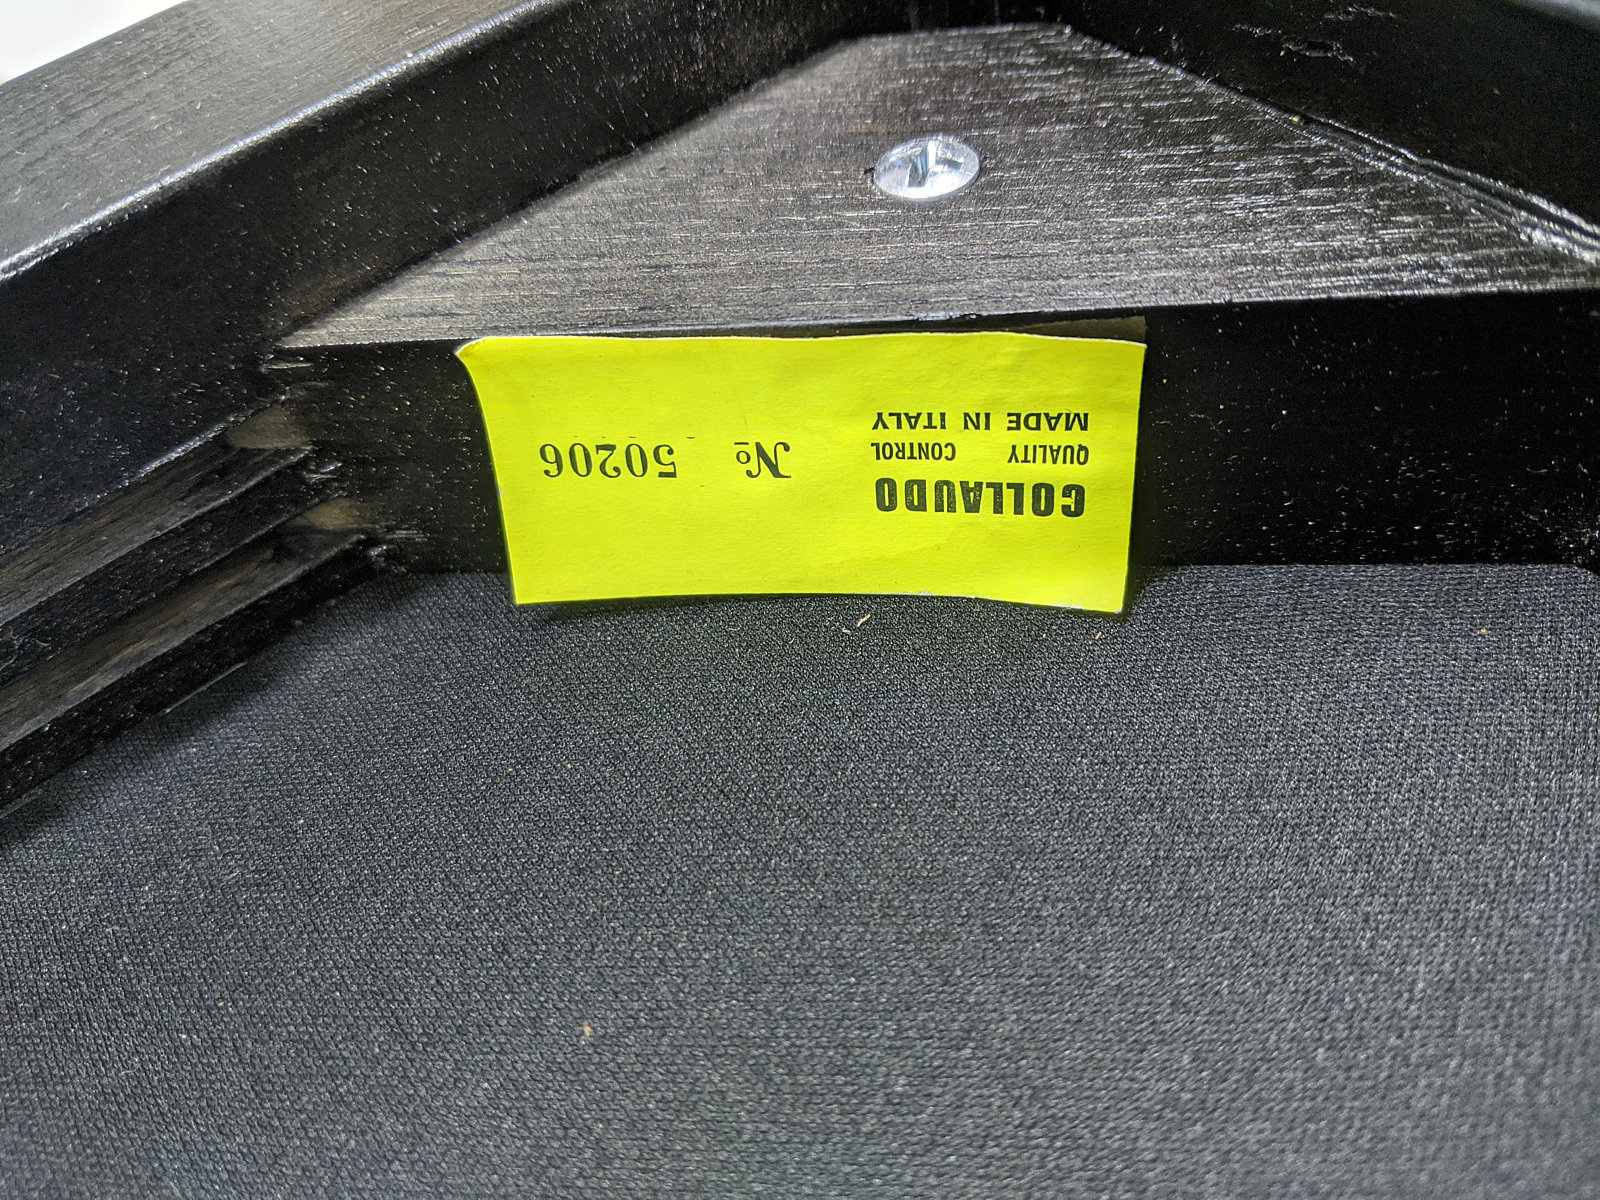 COLLAUDO
QUALITY CONTROL
MADE IN ITALY
№ 50206